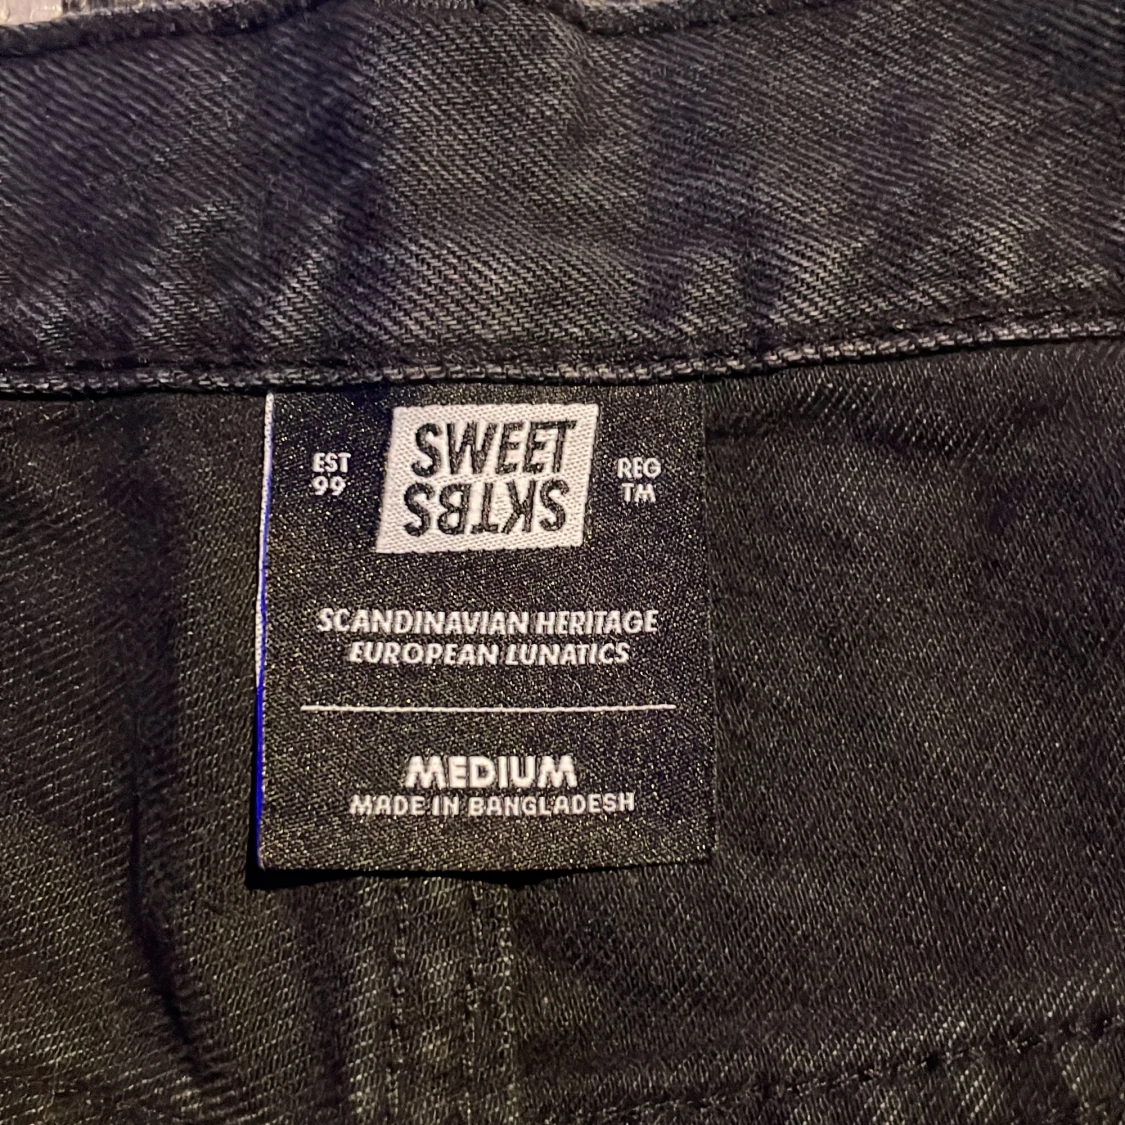 EST
99
SWEET
SKTBS
REG
TM
SCANDINAVIAN HERITAGE
EUROPEAN LUNATICS
MEDIUM
MADE IN BANGLADESH